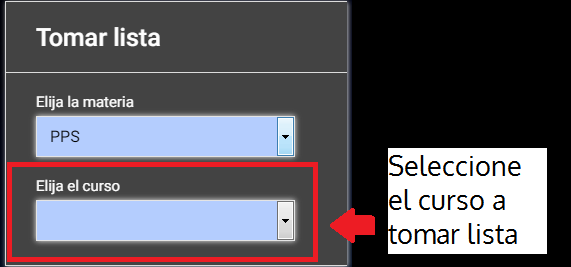 Tomar lista
Elija la materia
PPS
Elija el curso
Seleccione
el curso a
tomar lista